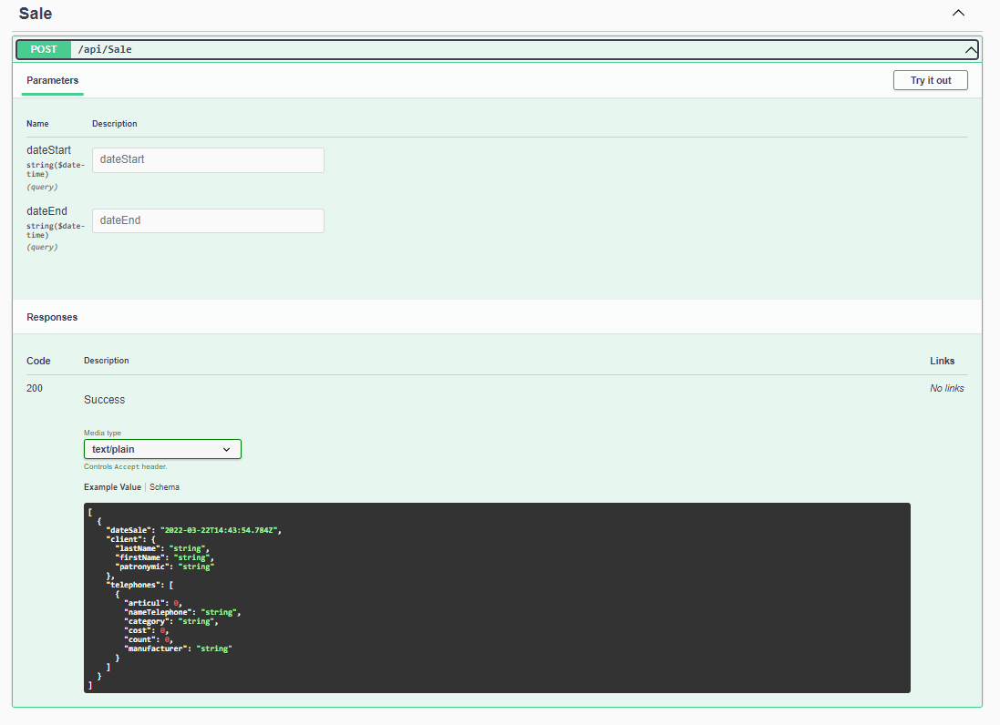 Sale
POST /api/Sale
Parameters
Try it out
Name Description
dateStart
string($date-
time)
(query)
dateStart
dateEnd
string($date-
time)
(query)
dateEnd
Responses
Code Description Links
200 Success No links
Media type
text/plain
Controls Accept header.
Example Value | Schema
[
  {
    "dateSale": "2022-03-22T14:43:54.784Z",
    "client": {
      "lastName": "string",
      "firstName": "string",
      "patronymic": "string"
    },
    "telephones": [
      {
        "articul": 0,
        "nameTelephone": "string",
        "category": "string",
        "cost": 0,
        "count": 0,
        "manufacturer": "string"
      }
    ]
  }
]